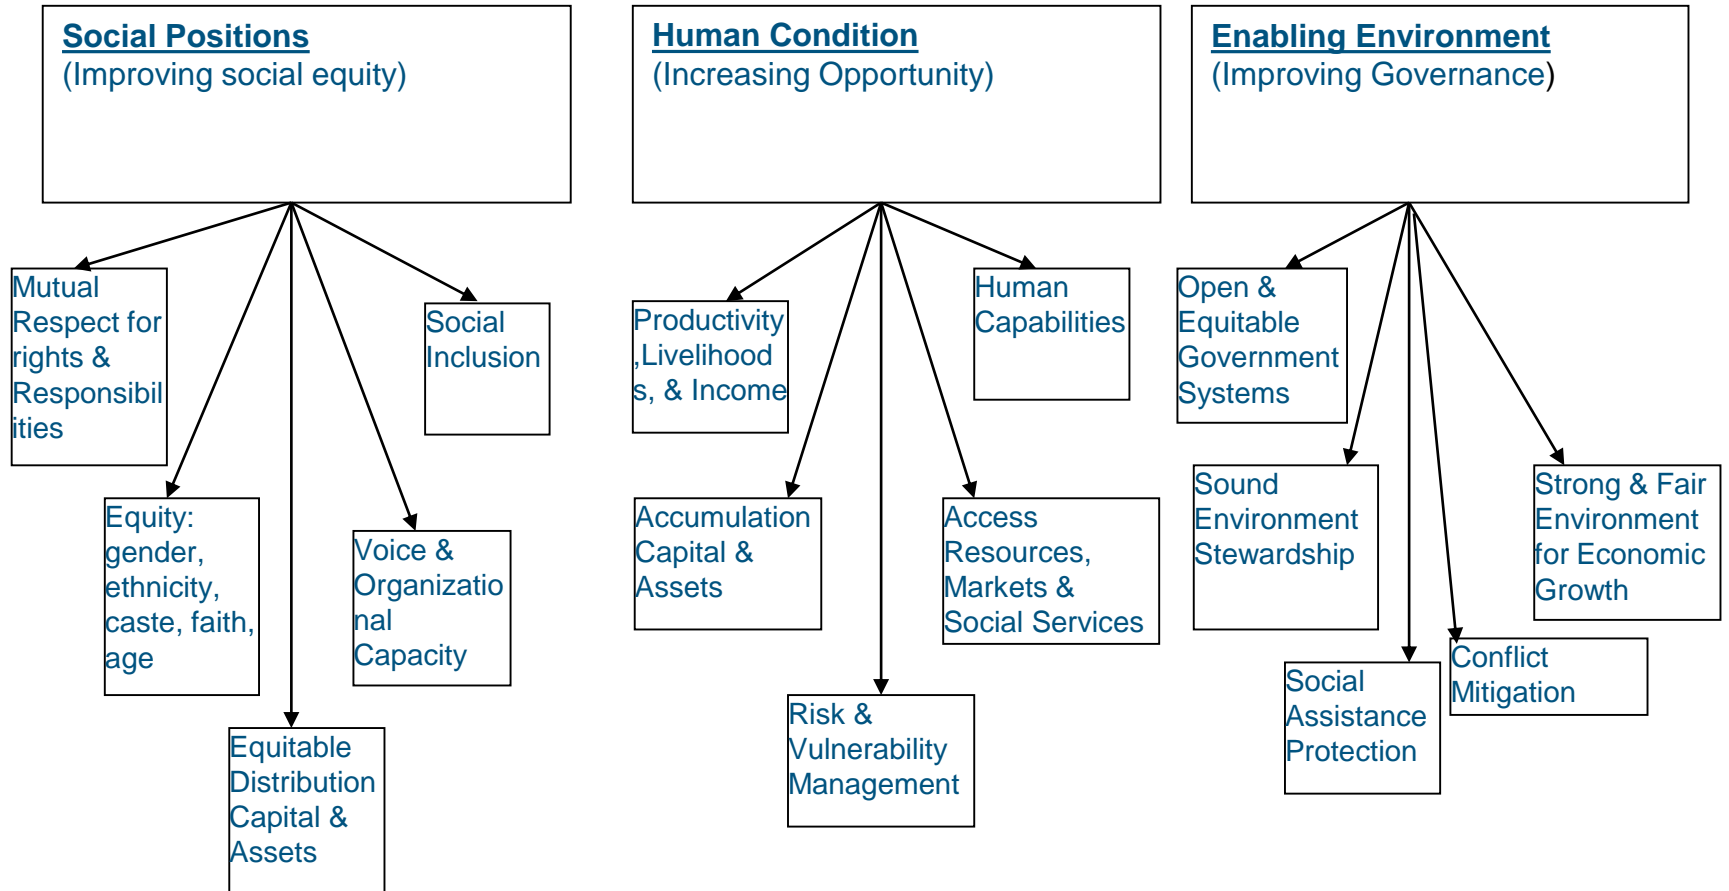 Social Positions
(Improving social equity)
Human Condition
(Increasing Opportunity)
Enabling Environment
(Improving Governance)
Mutual
Respect for
rights &
Responsibil
ities
Social
Inclusion
Equity:
gender,
ethnicity,
caste, faith,
age
Voice &
Organizatio
nal
Capacity
Equitable
Distribution
Capital &
Assets
Productivity
,Livelihood
s, & Income
Human
Capabilities
Accumulation
Capital &
Assets
Access
Resources,
Markets &
Social Services
Risk &
Vulnerability
Management
Open &
Equitable
Government
Systems
Sound
Environment
Stewardship
Strong & Fair
Environment
for Economic
Growth
Social
Assistance
Protection
Conflict
Mitigation